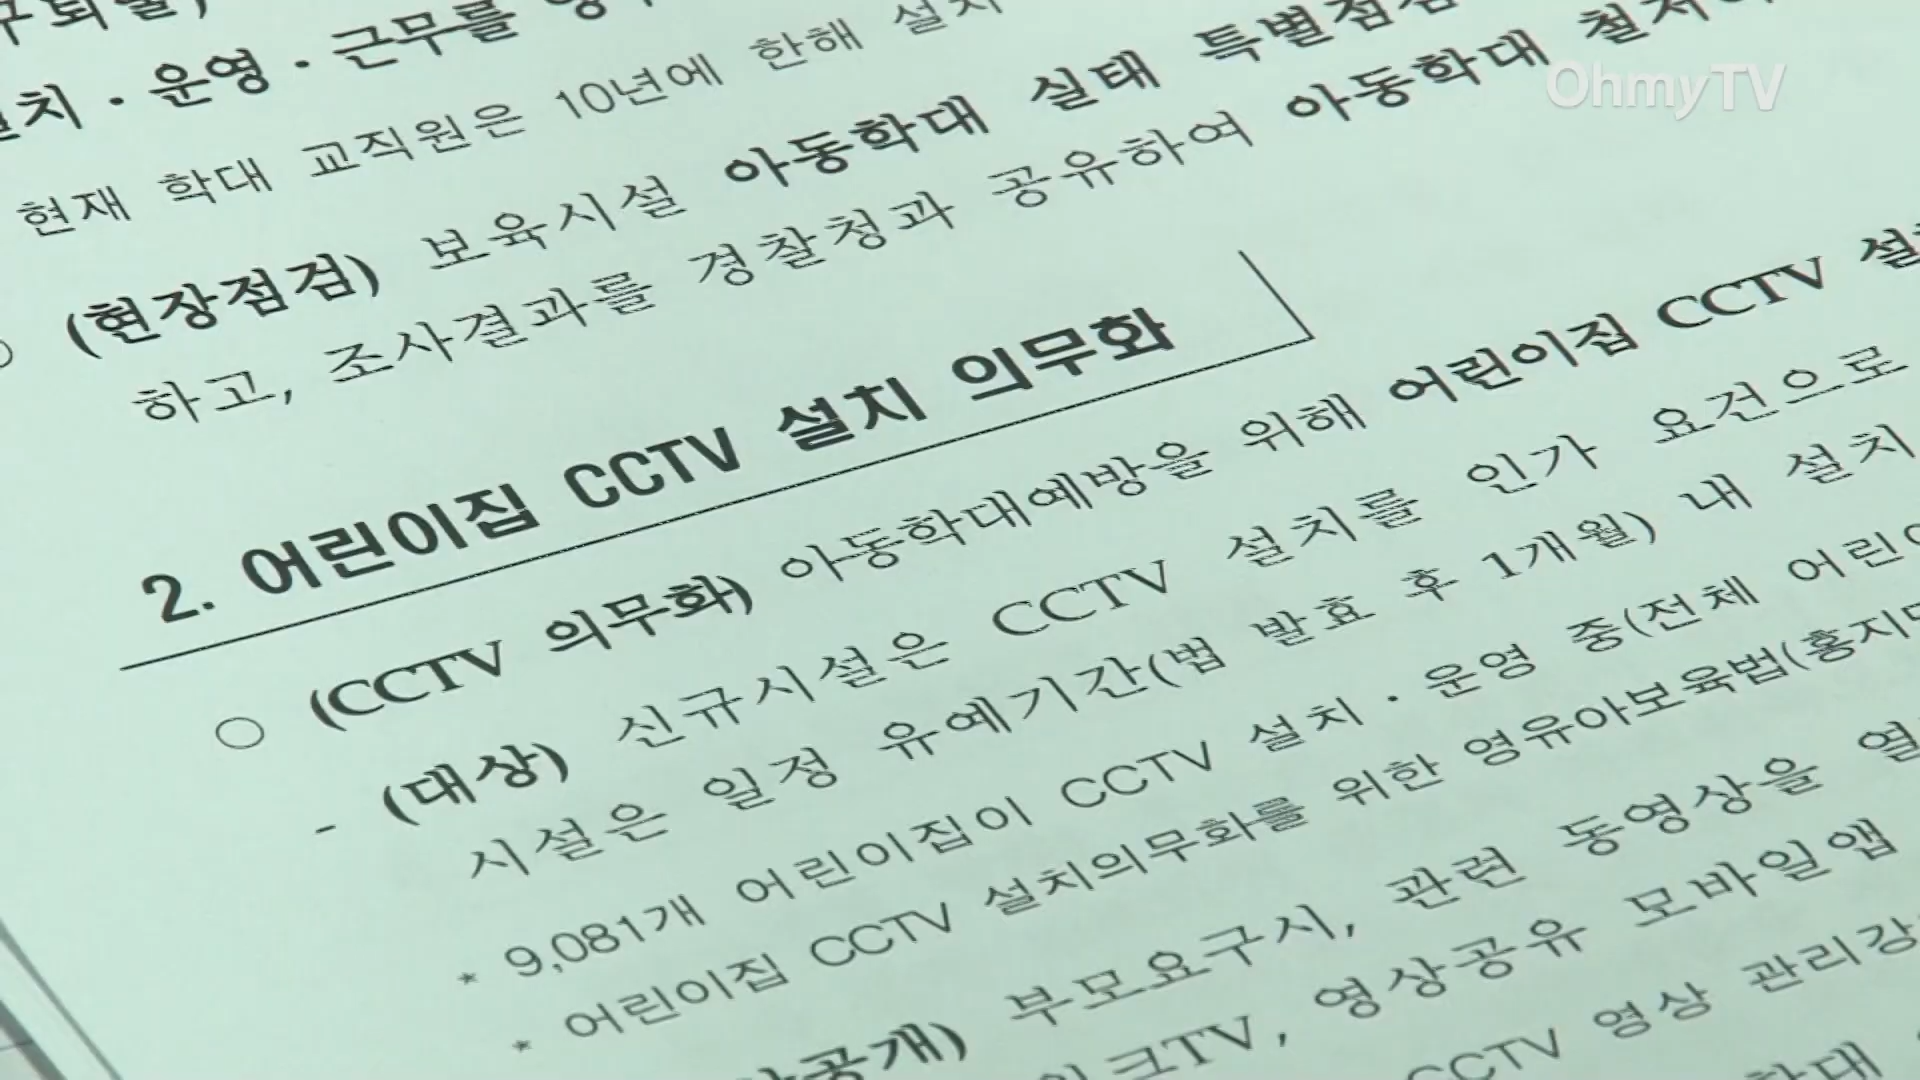 ·운영·근무를
현재 학대 교직원은 10년에 한해 설치
(현장점검) 보육시설 아동학대 실태 특별점검
하고, 조사결과를 경찰청과 공유하여 아동학대 철저히
2. 어린이집 CCTV 설치 의무화
○ (CCTV 의무화) 아동학대예방을 위해 어린이집 CCTV 설치
- (대상) 신규시설은 CCTV 설치를 인가 요건으로
시설은 일정 유예기간(법 발효 후 1개월) 내 설치
* 9,081개 어린이집이 CCTV 설치·운영 중(전체 어린이
* 어린이집 CCTV 설치의무화를 위한 영유아보육법(홍지
공개) 부모요구시, 관련 동영상을 열
크TV, 영상공유 모바일앱
CCTV 영상 관리강
학대
OhmyTV